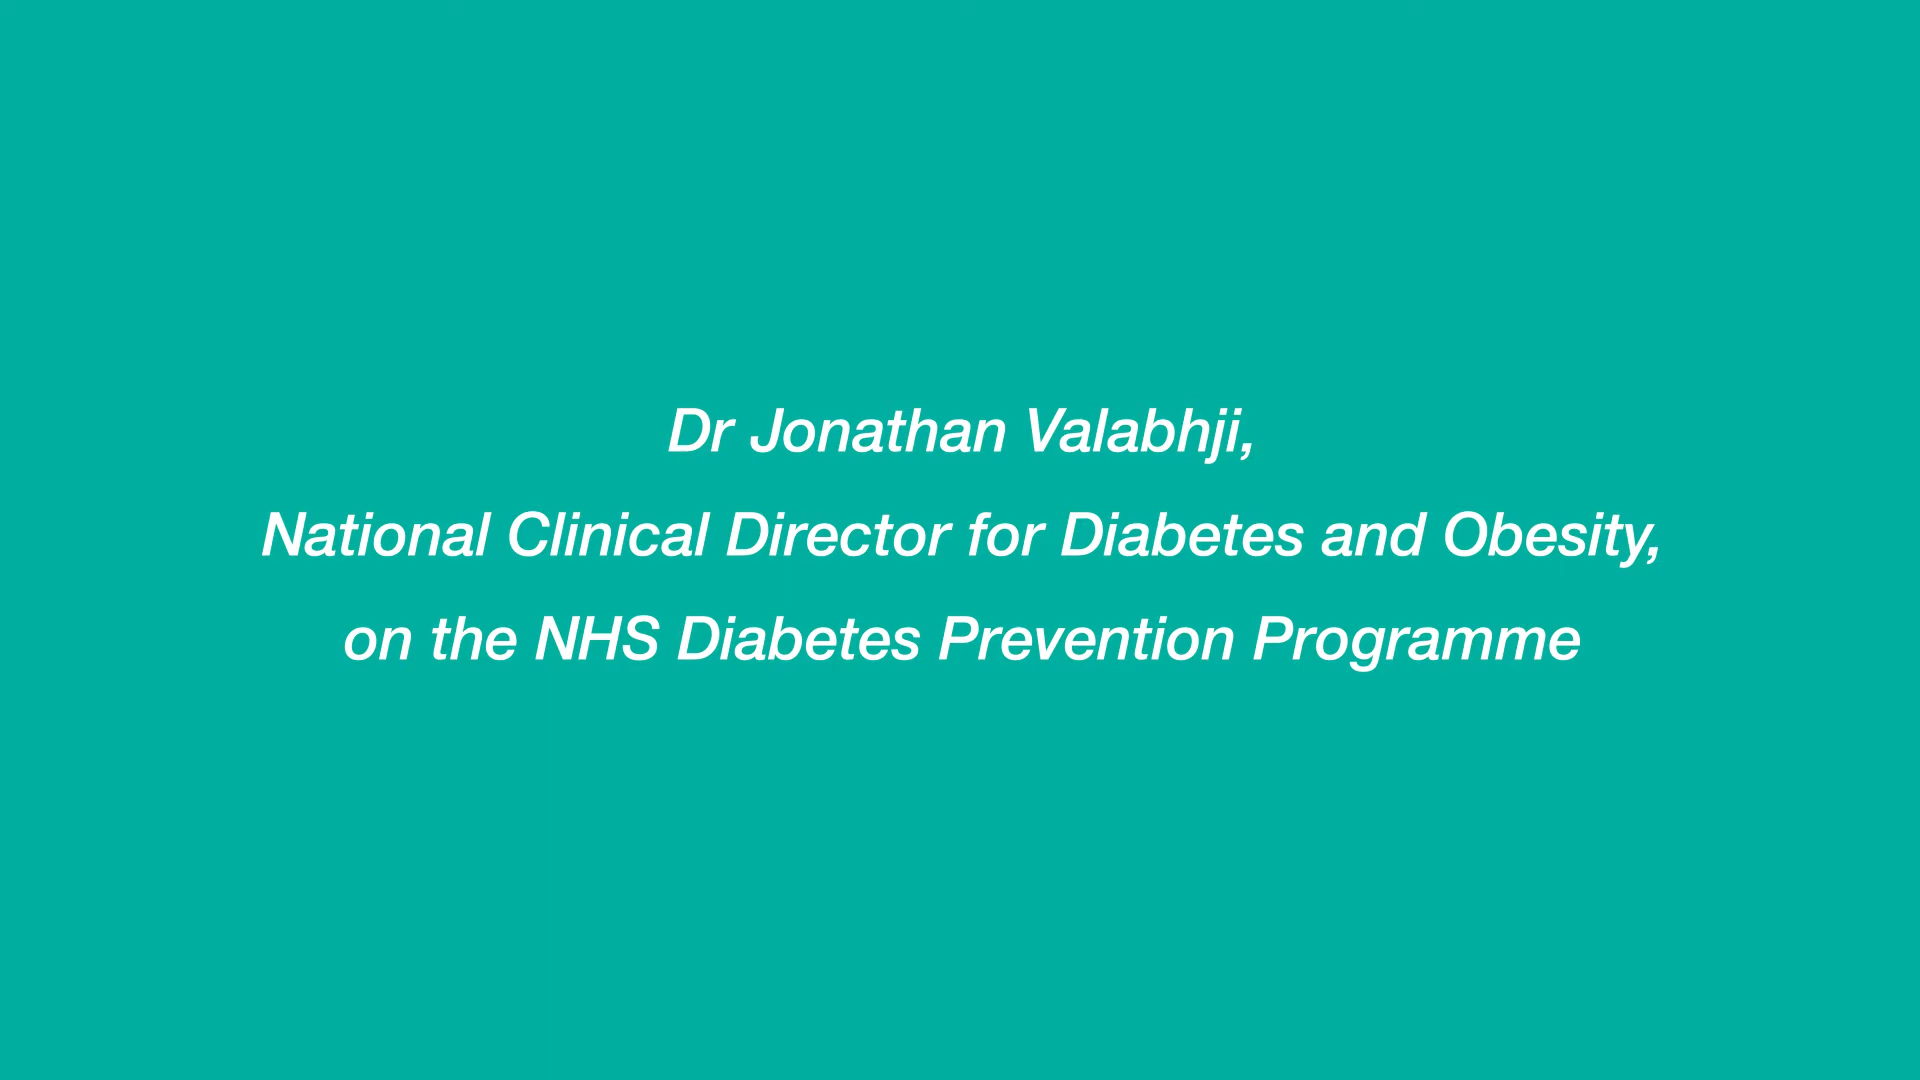 Dr Jonathan Valabhji,
National Clinical Director for Diabetes and Obesity,
on the NHS Diabetes Prevention Programme